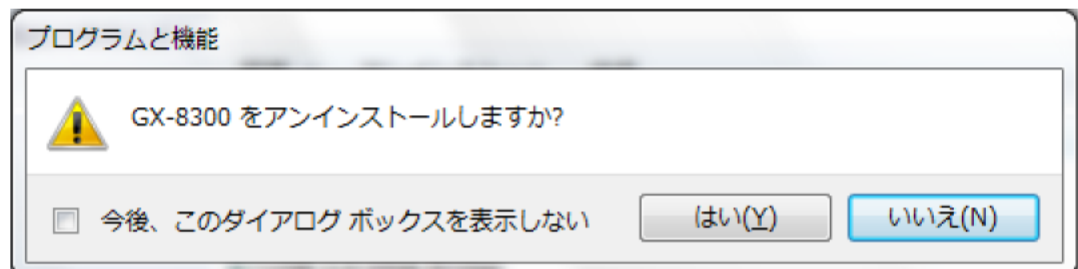 プログラムと機能
GX-8300 をアンインストールしますか?
今後、このダイアログ ボックスを表示しない
はい(Y)
いいえ(N)